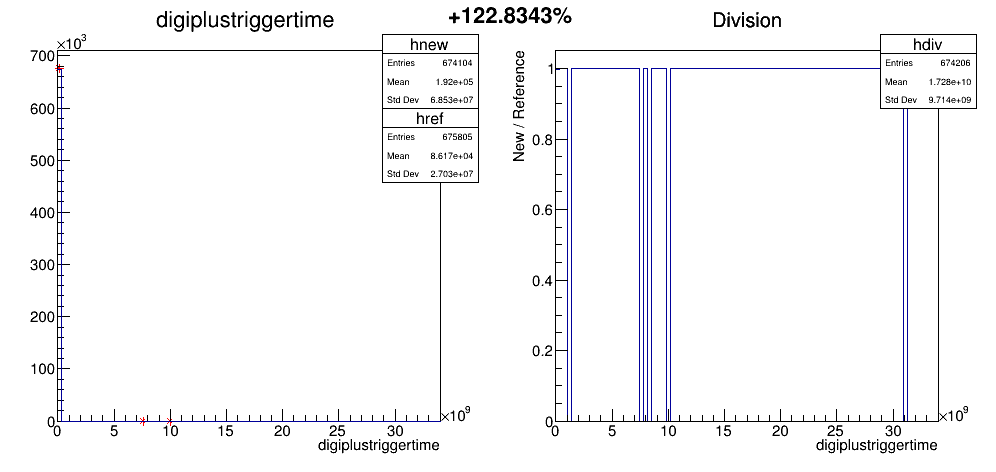 +122.8343%
digiplustriggertime
×10³
700
600
500
400
300
200
100
0
0 5 10 15 20 25 30
×10⁹
digiplustriggertime
hnew
Entries 674104
Mean 1.92e+05
Std Dev 6.853e+07
href
Entries 675805
Mean 8.617e+04
Std Dev 2.703e+07
Division
New / Reference
1
0.8
0.6
0.4
0.2
0
0 5 10 15 20 25 30
×10⁹
digiplustriggertime
hdiv
Entries 674206
Mean 1.728e+10
Std Dev 9.714e+09